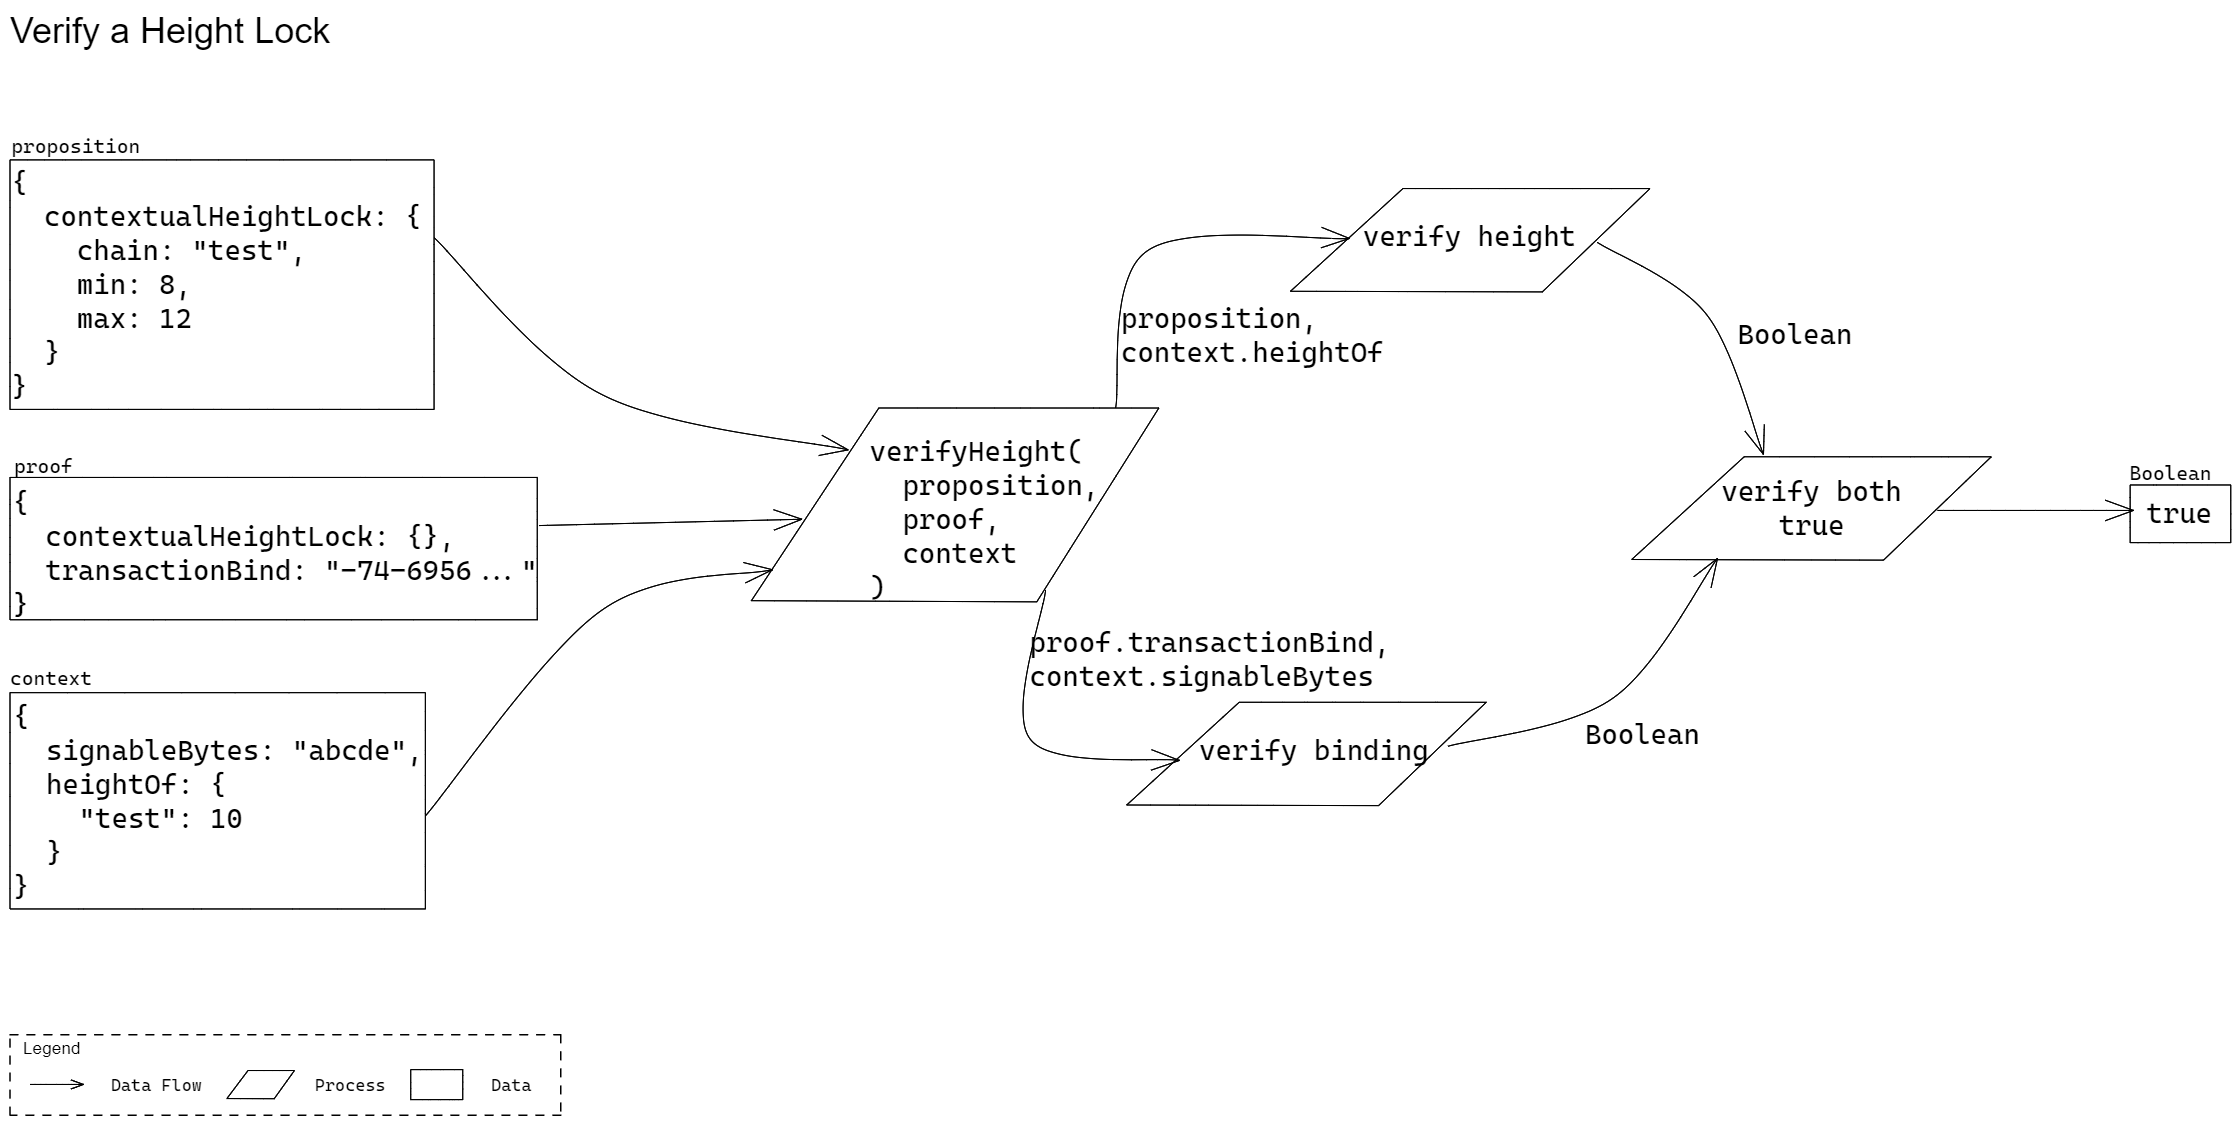 Verify a Height Lock
proposition
{
  contextualHeightLock: {
    chain: "test",
    min: 8,
    max: 12
  }
}
proof
{
  contextualHeightLock: {},
  transactionBind: "-74-6956 ... "
}
context
{
  signableBytes: "abcde",
  heightOf: {
    "test": 10
  }
}
verifyHeight(
  proposition,
  proof,
  context
)
proposition,
context.heightOf
verify height
Boolean
proof.transactionBind,
context.signableBytes
verify binding
Boolean
verify both
true
Boolean
true
Legend
Data Flow
Process
Data